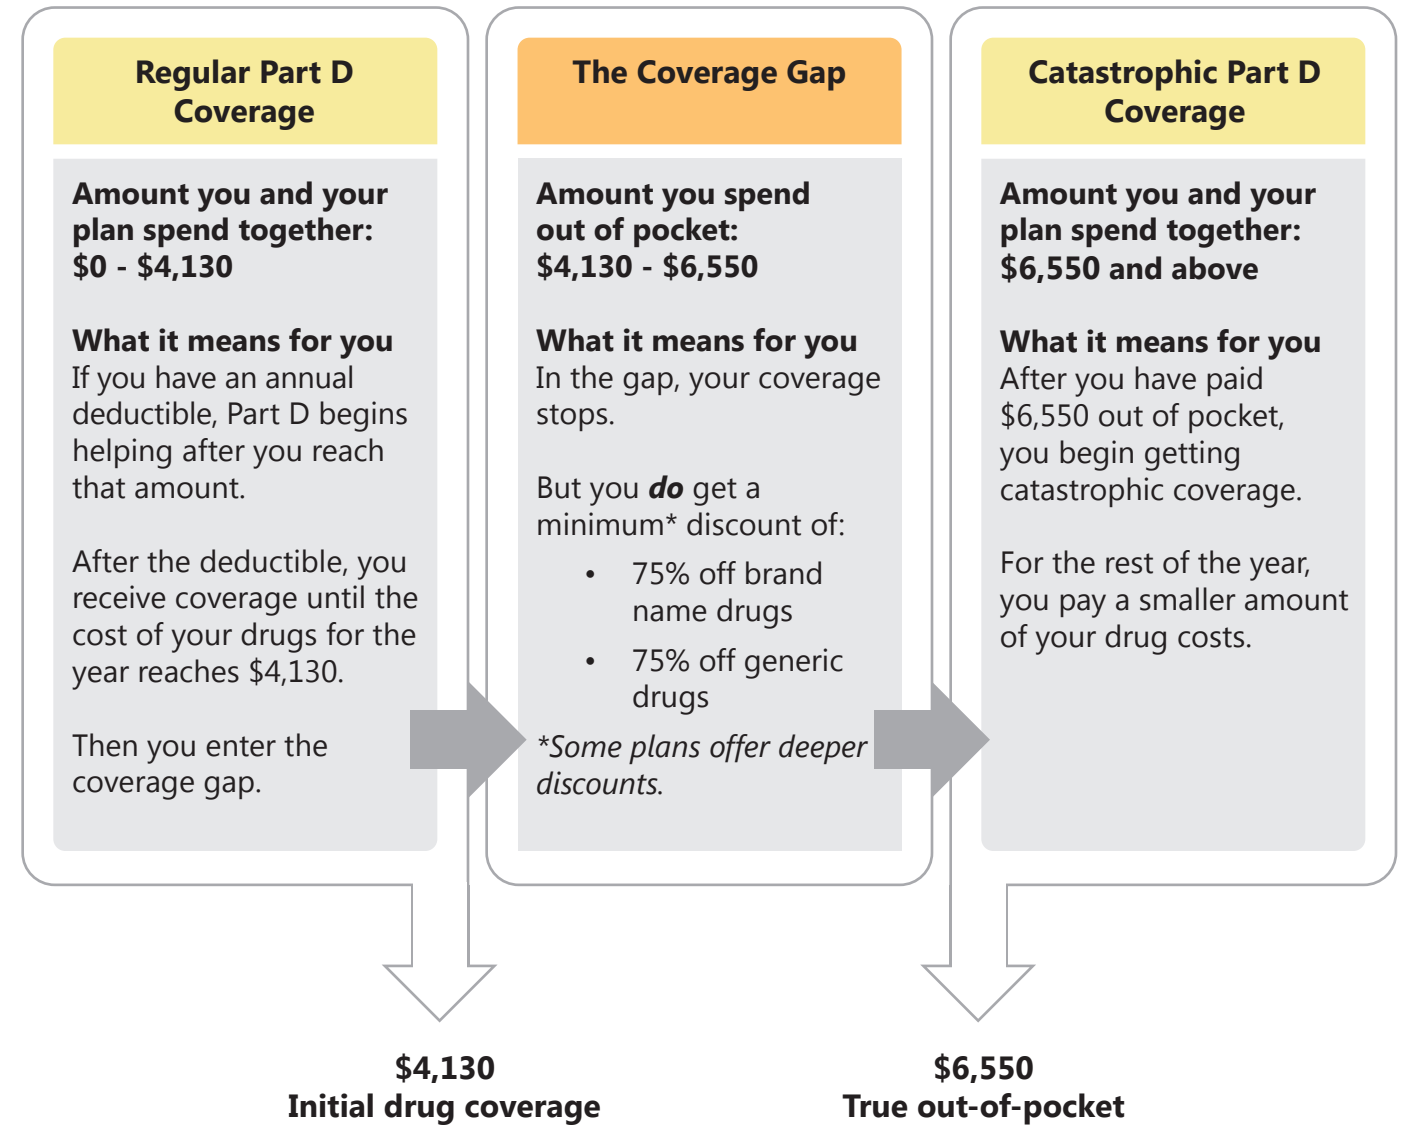 Regular Part D
Coverage
Amount you and your
plan spend together:
$0 - $4,130
What it means for you
If you have an annual
deductible, Part D begins
helping after you reach
that amount.
After the deductible, you
receive coverage until the
cost of your drugs for the
year reaches $4,130.
Then you enter the
coverage gap.
The Coverage Gap
Amount you spend
out of pocket:
$4,130 - $6,550
What it means for you
In the gap, your coverage
stops.
But you do get a
minimum* discount of:
• 75% off brand
name drugs
• 75% off generic
drugs
*Some plans offer deeper
discounts.
Catastrophic Part D
Coverage
Amount you and your
plan spend together:
$6,550 and above
What it means for you
After you have paid
$6,550 out of pocket,
you begin getting
catastrophic coverage.
For the rest of the year,
you pay a smaller amount
of your drug costs.
$4,130
Initial drug coverage
$6,550
True out-of-pocket